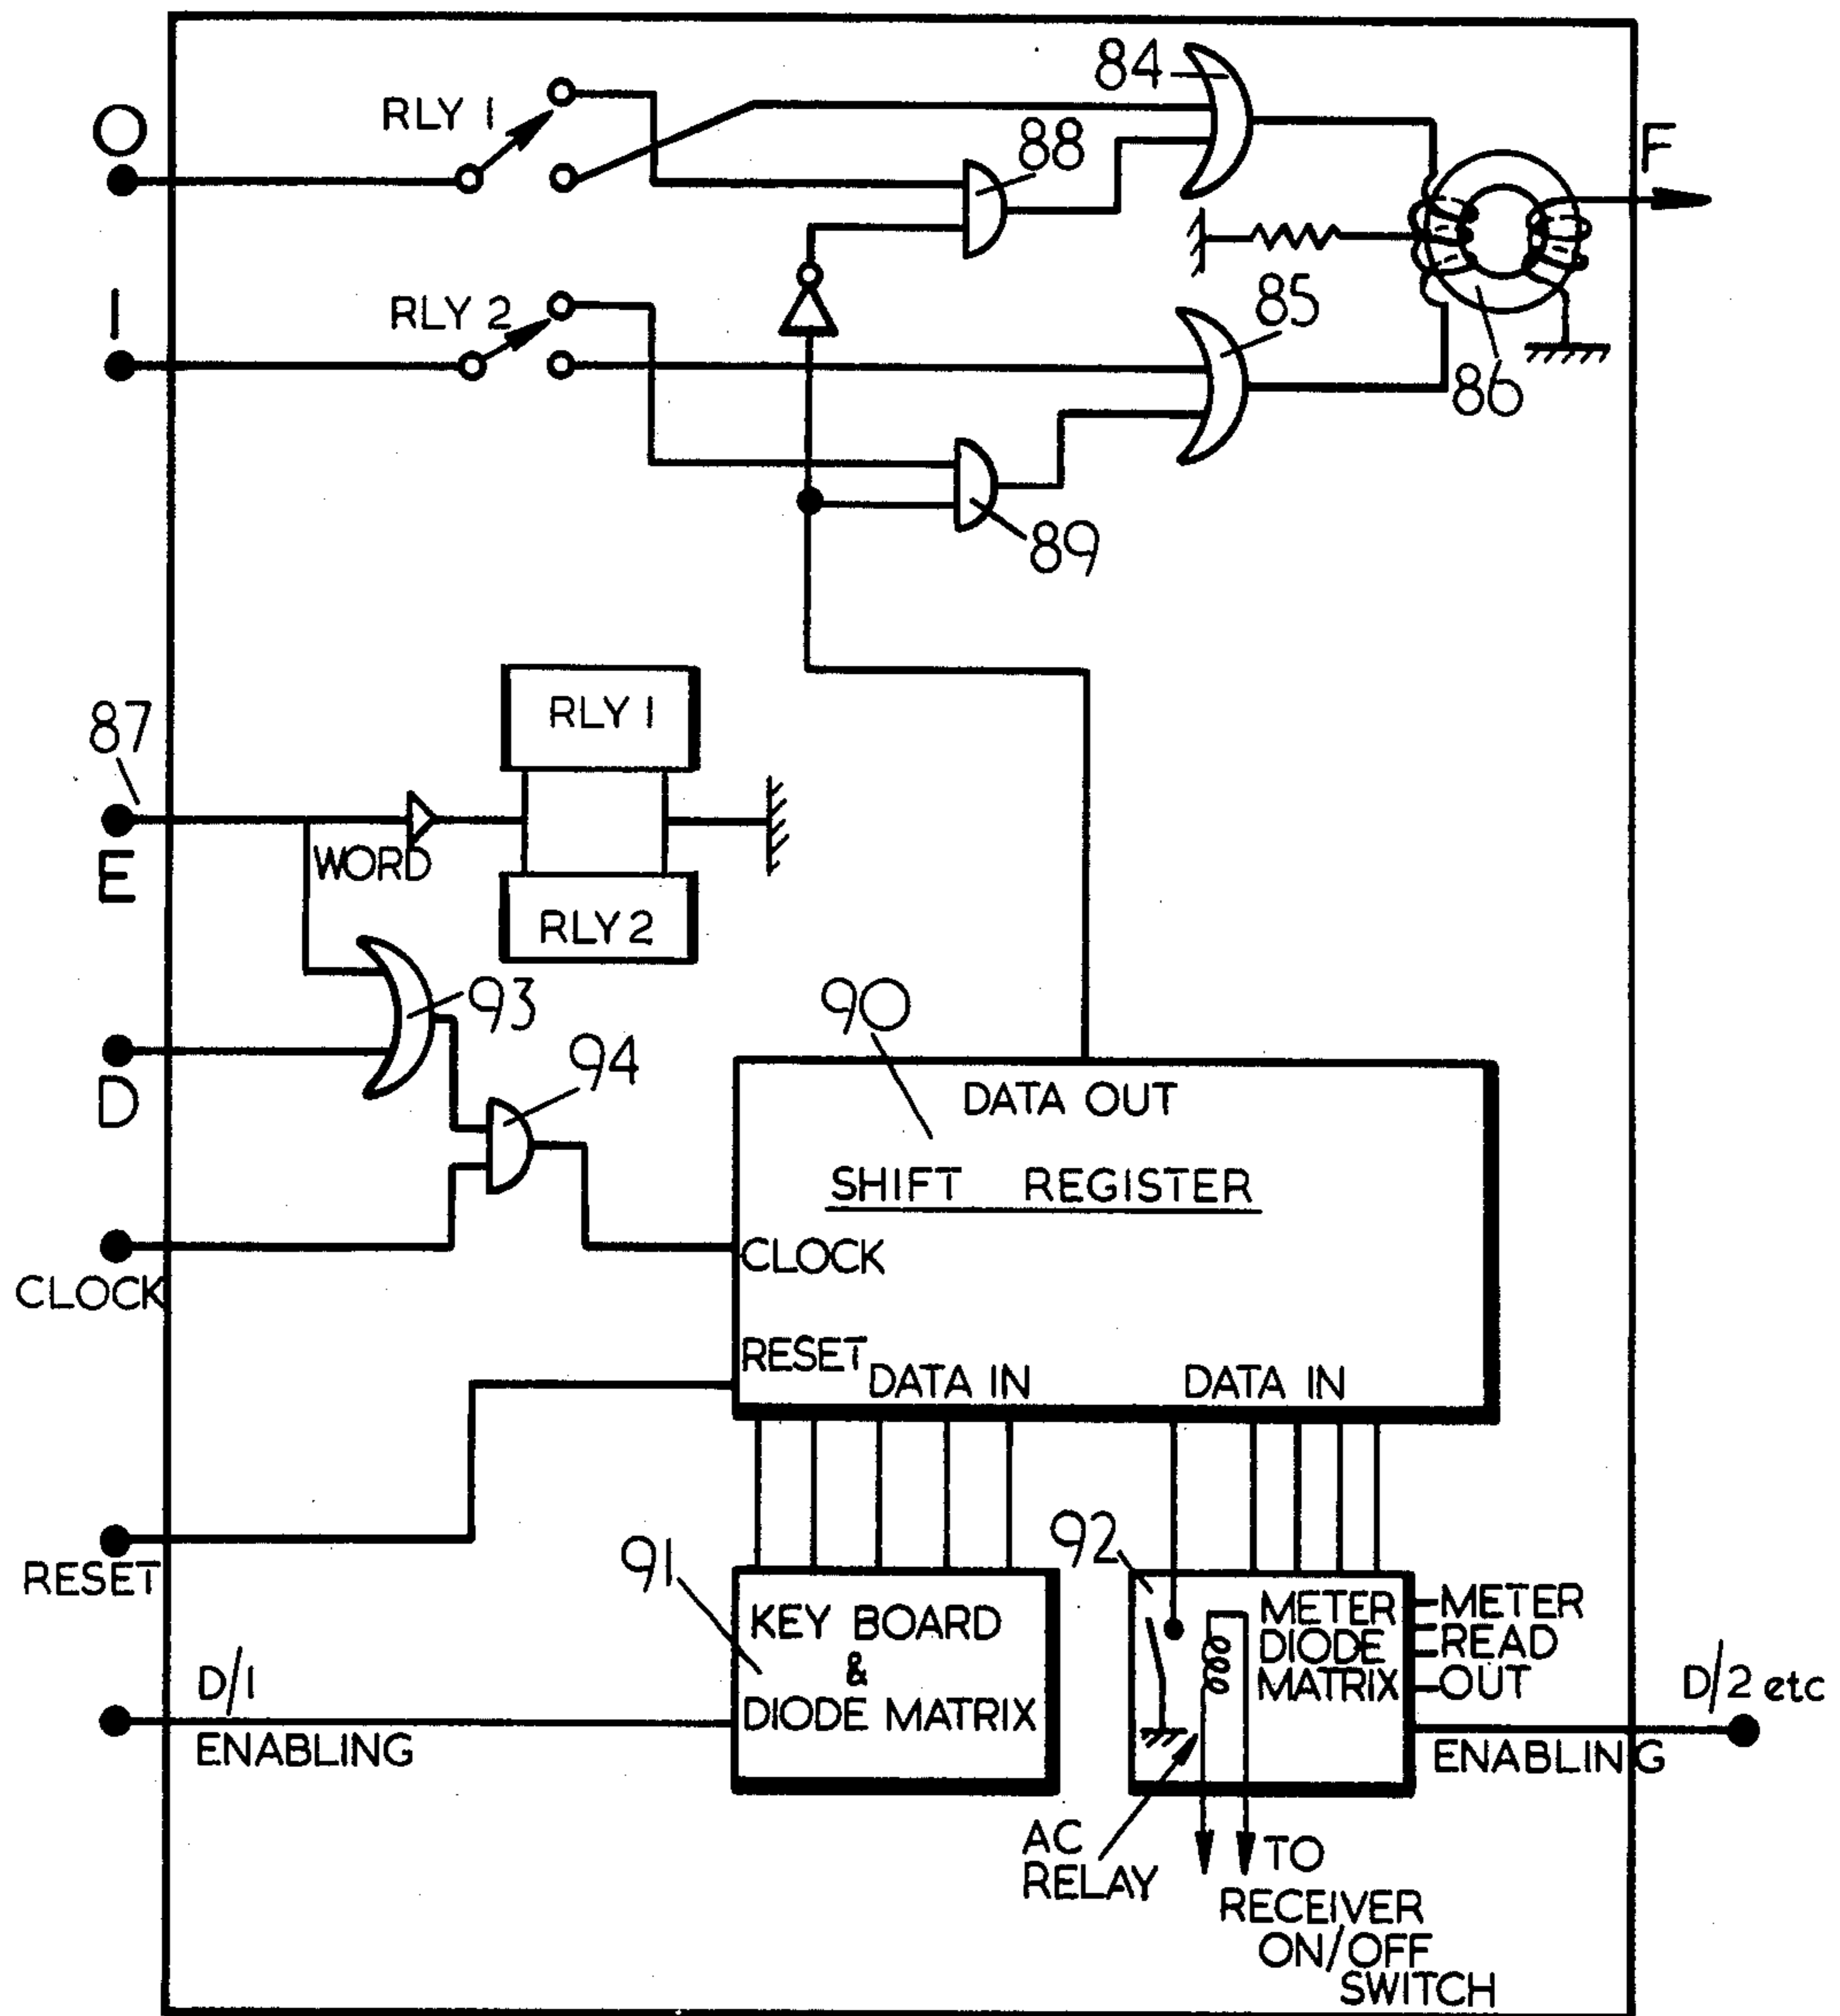 84
O
RLY 1
88
F
I
RLY 2
85
86
89
87
RLY 1
WORD
E
RLY 2
93
90
D
94
DATA OUT
SHIFT REGISTER
CLOCK
CLOCK
RESET
DATA IN
DATA IN
RESET
91
92
KEY BOARD
&
DIODE MATRIX
METER
DIODE
MATRIX
METER
READ
OUT
D/1
ENABLING
D/2 etc
ENABLING
AC
RELAY
TO
RECEIVER
ON/OFF
SWITCH